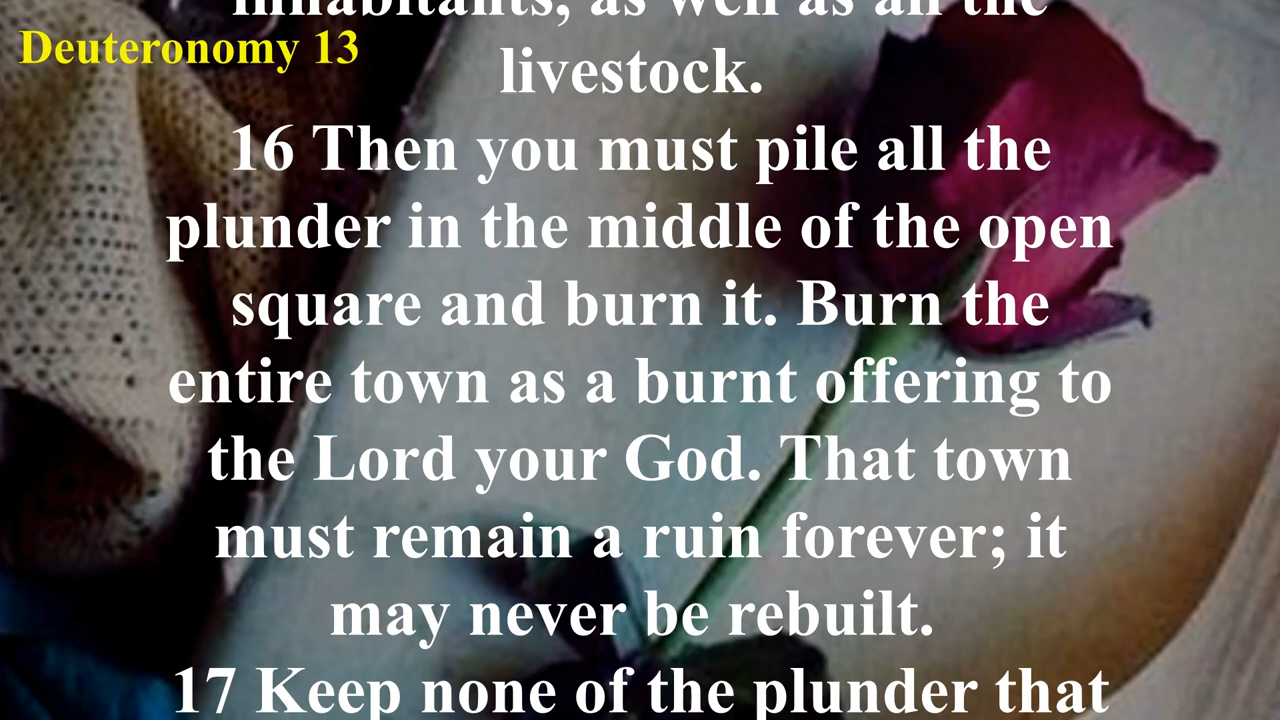 Deuteronomy 13
inhabitants, as well as all the
livestock.
16 Then you must pile all the
plunder in the middle of the open
square and burn it. Burn the
entire town as a burnt offering to
the Lord your God. That town
must remain a ruin forever; it
may never be rebuilt.
17 Keep none of the plunder that